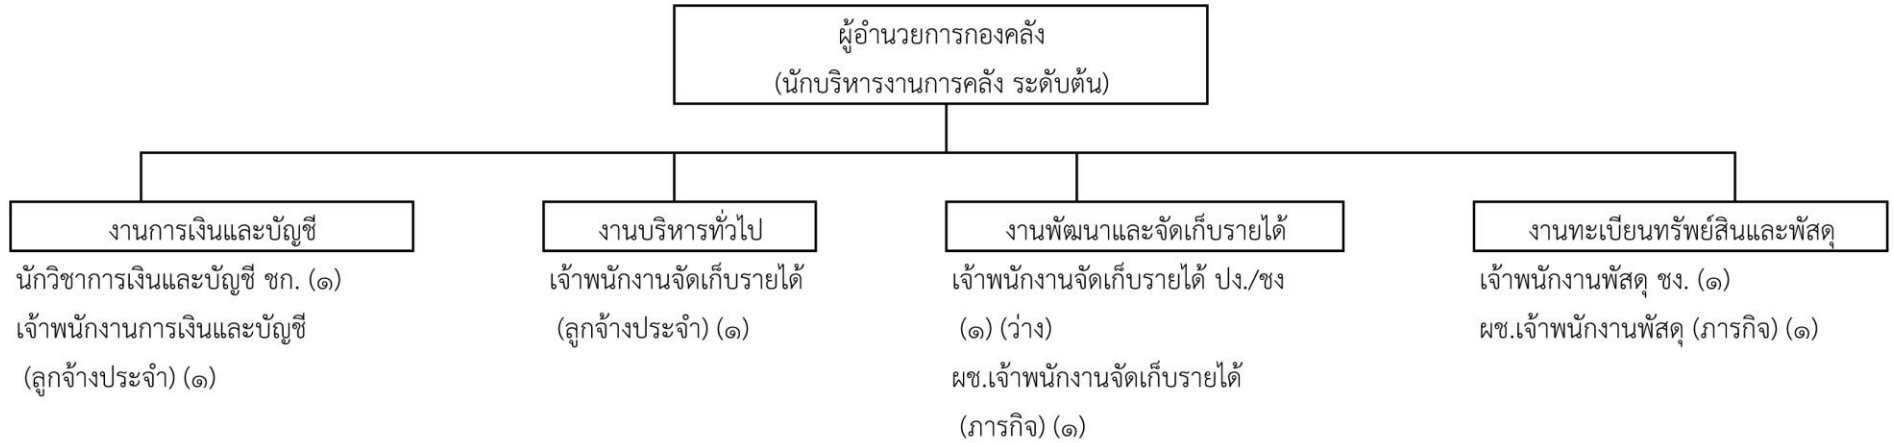 ผู้อำนวยการกองคลัง
(นักบริหารงานการคลัง ระดับต้น)
งานการเงินและบัญชี
นักวิชาการเงินและบัญชี ชก. (๑)
เจ้าพนักงานการเงินและบัญชี
(ลูกจ้างประจำ) (๑)
งานบริหารทั่วไป
เจ้าพนักงานจัดเก็บรายได้
(ลูกจ้างประจำ) (๑)
งานพัฒนาและจัดเก็บรายได้
เจ้าพนักงานจัดเก็บรายได้ ปง./ชง
(๑) (ว่าง)
ผช.เจ้าพนักงานจัดเก็บรายได้
(ภารกิจ) (๑)
งานทะเบียนทรัพย์สินและพัสดุ
เจ้าพนักงานพัสดุ ชง. (๑)
ผช.เจ้าพนักงานพัสดุ (ภารกิจ) (๑)